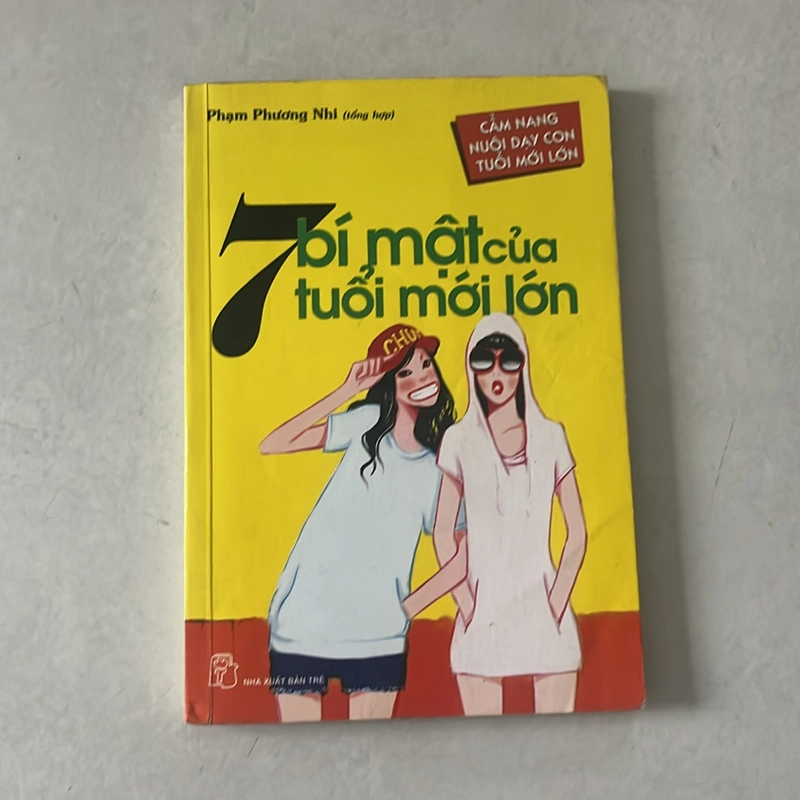 Phạm Phương Nhi (tổng hợp)
CẨM NANG
NUÔI DẠY CON
TUỔI MỚI LỚN
7 bí mật của
tuổi mới lớn
NHÀ XUẤT BẢN TRẺ